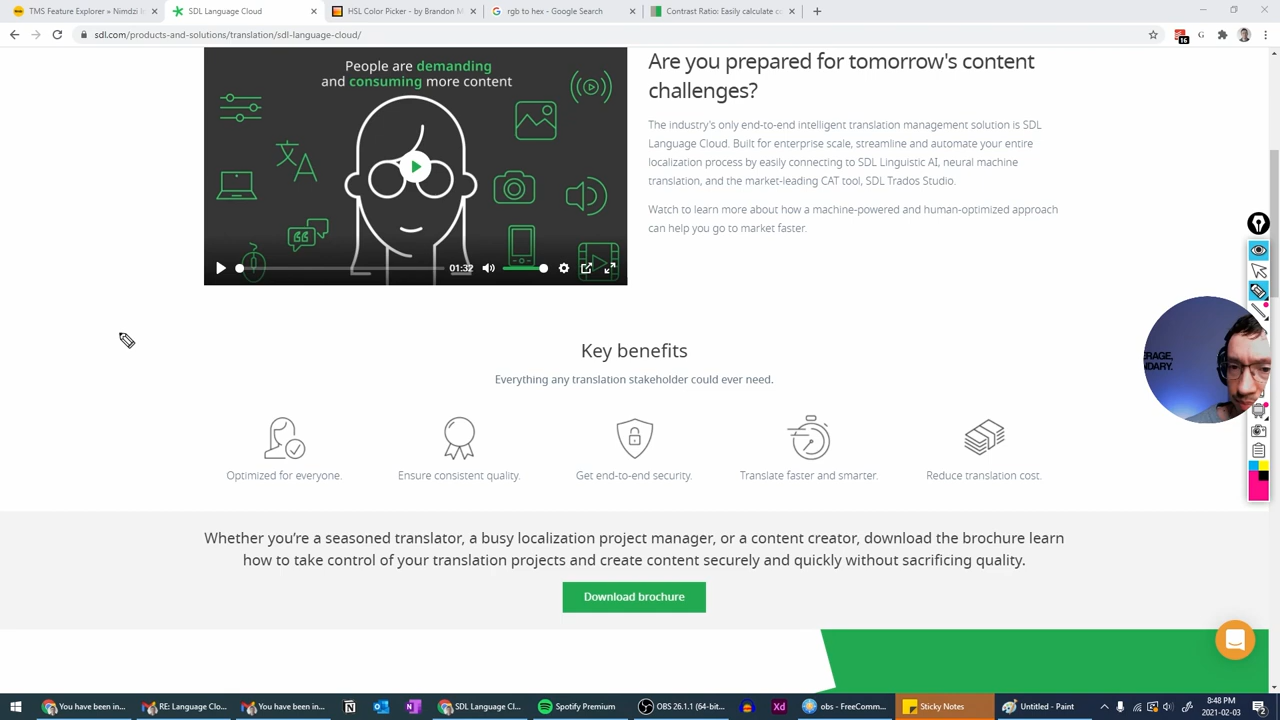 TMS Feature Explorer » Nimdzi I
SDL Language Cloud
HSL Color Picker - by Brandon M
rgb to hex - Google Search
Contrast Ratio: Easily calculate c
sdl.com/products-and-solutions/translation/sdl-language-cloud/
16
People are demanding
and consuming more content
01:32
Are you prepared for tomorrow's content
challenges?
The industry's only end-to-end intelligent translation management solution is SDL
Language Cloud. Built for enterprise scale, streamline and automate your entire
localization process by easily connecting to SDL Linguistic AI, neural machine
translation, and the market-leading CAT tool, SDL Trados Studio.
Watch to learn more about how a machine-powered and human-optimized approach
can help you go to market faster.
ERAGE,
NDARY.
Key benefits
Everything any translation stakeholder could ever need.
Optimized for everyone.
Ensure consistent quality.
Get end-to-end security.
Translate faster and smarter.
Reduce translation cost.
Whether you're a seasoned translator, a busy localization project manager, or a content creator, download the brochure learn
how to take control of your translation projects and create content securely and quickly without sacrificing quality.
Download brochure
You have been in...
RE: Language Clo...
You have been in...
SDL Language Cl...
Spotify Premium
OBS 26.1.1 (64-bit...
obs - FreeComm...
Sticky Notes
Untitled - Paint
8:48 PM
2021-02-03